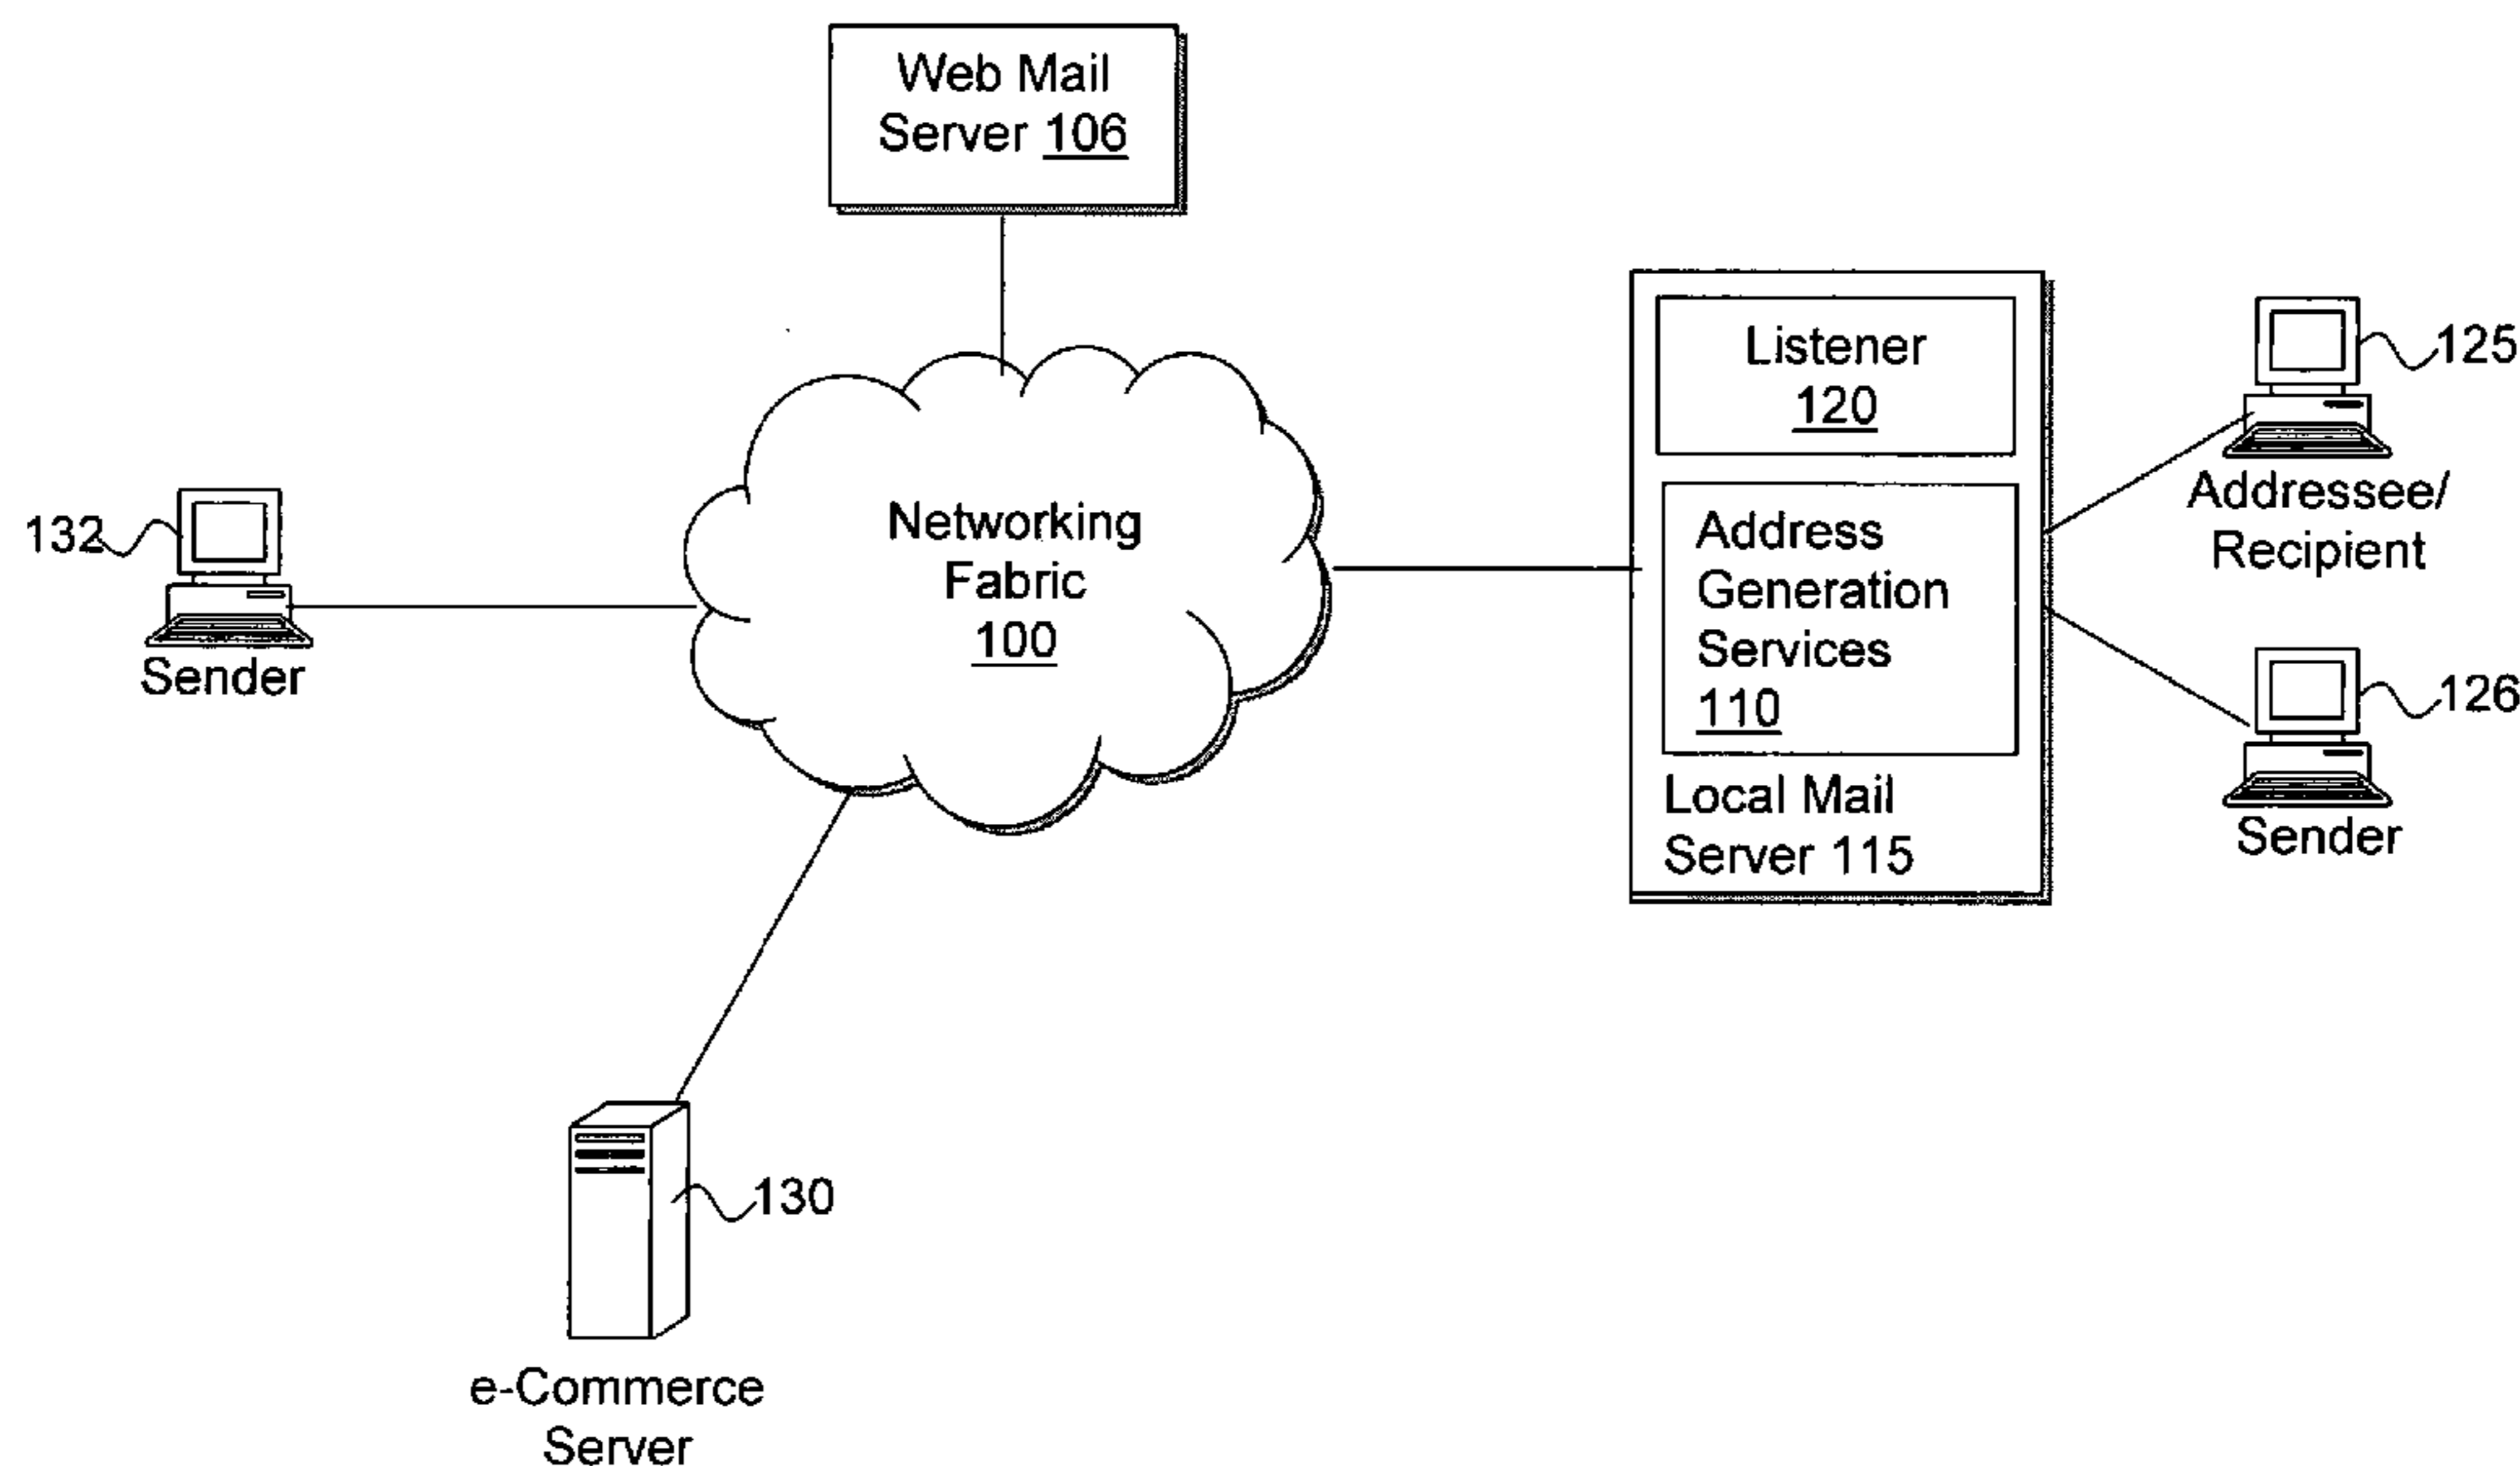 Web Mail
Server 106
Listener
120
125
Addressee/
Recipient
132
Sender
Networking
Fabric
100
Address
Generation
Services
110
Local Mail
Server 115
126
Sender
130
e-Commerce
Server